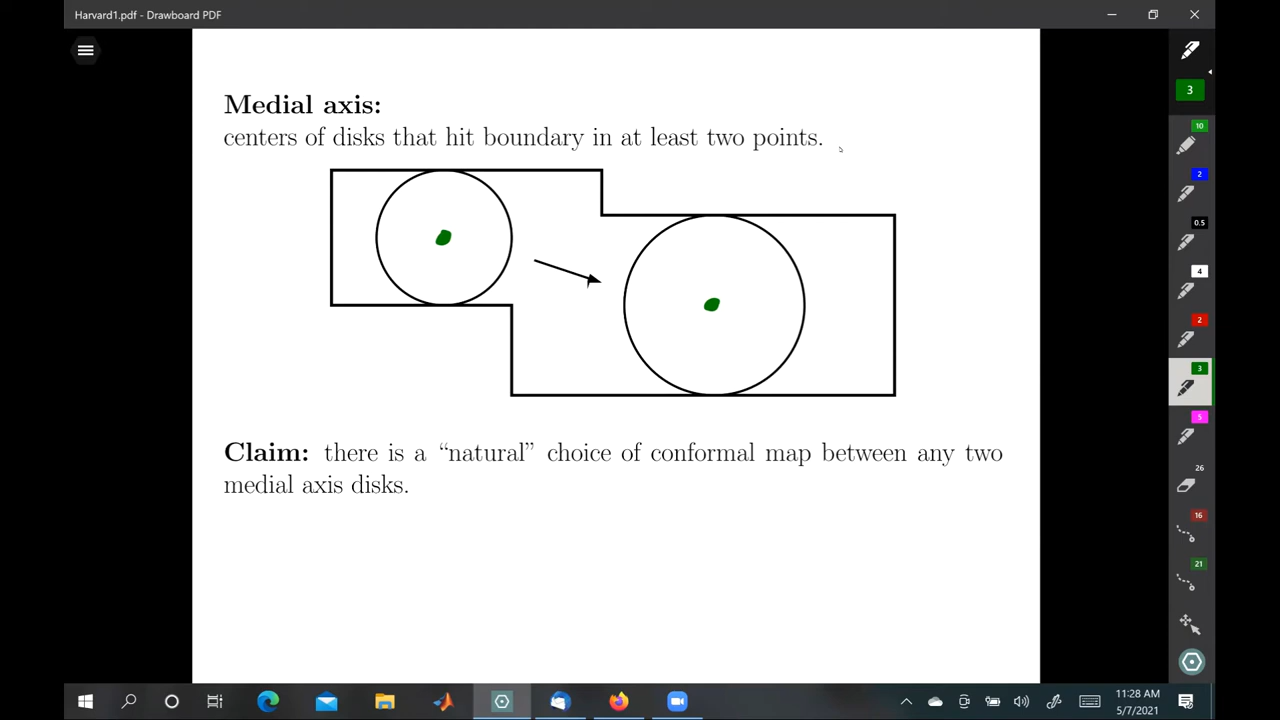 Harvard1.pdf - Drawboard PDF
Medial axis:
centers of disks that hit boundary in at least two points.
Claim: there is a “natural” choice of conformal map between any two
medial axis disks.
3
10
2
0.5
4
2
3
5
26
16
21
11:28 AM
5/7/2021